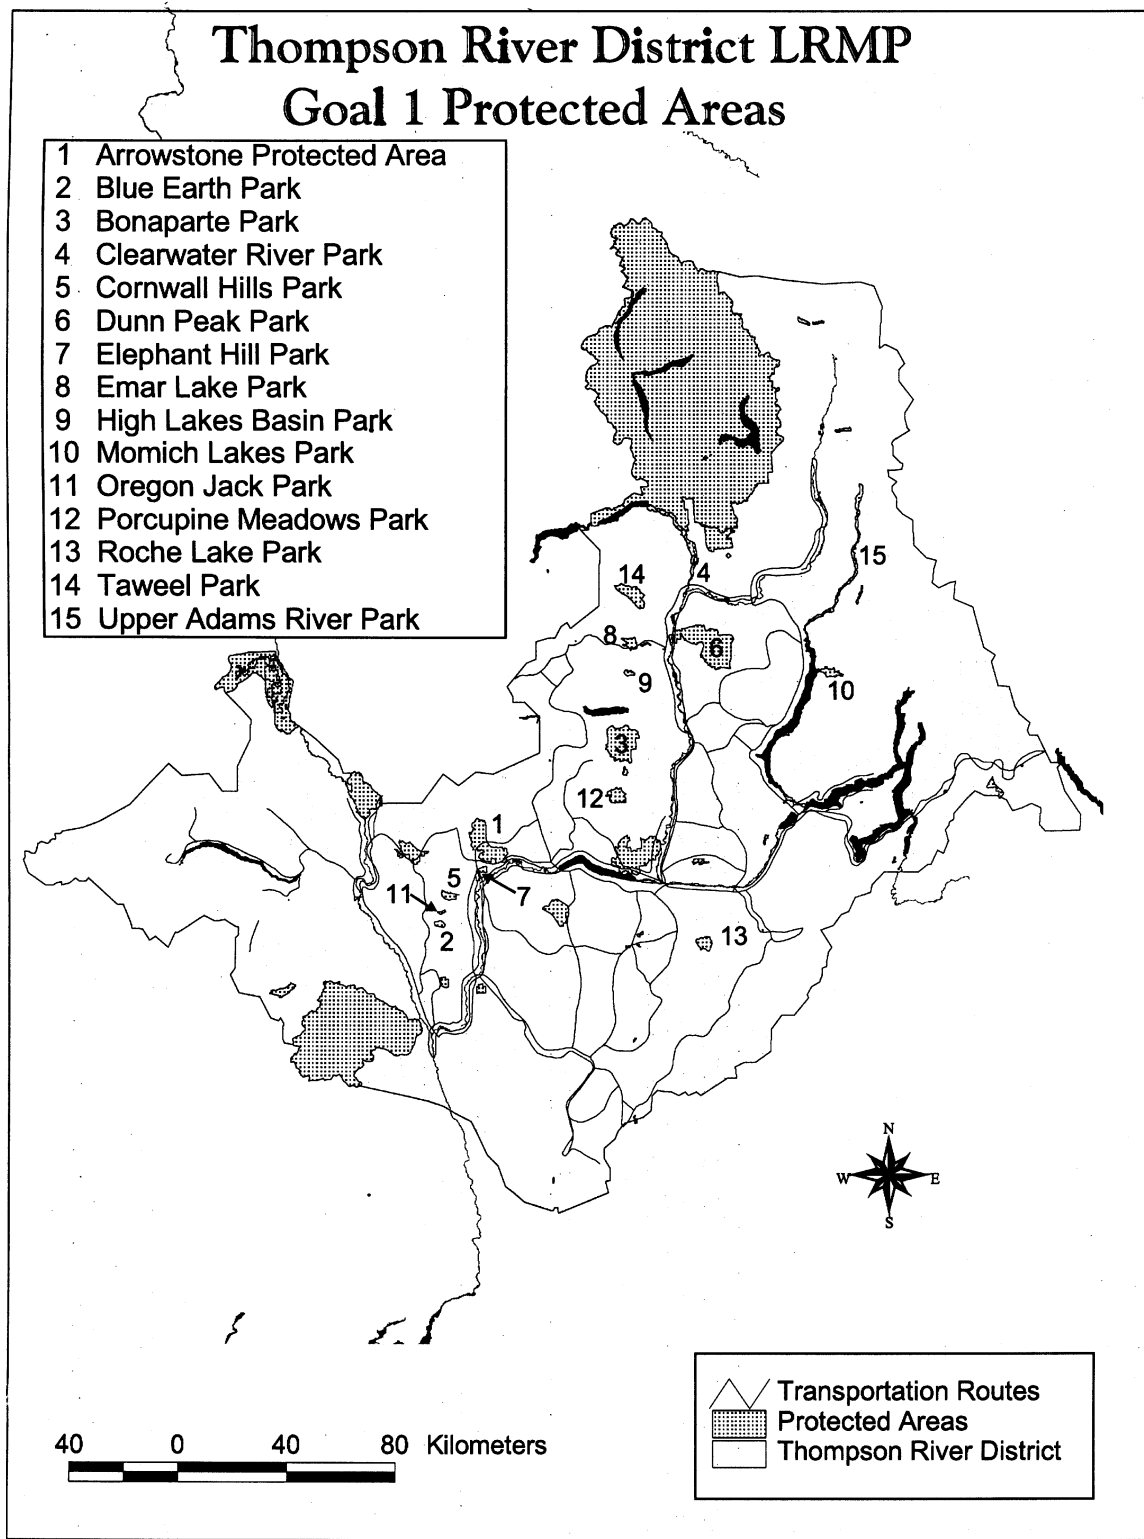 Thompson River District LRMP
Goal 1 Protected Areas
1 Arrowstone Protected Area
2 Blue Earth Park
3 Bonaparte Park
4 Clearwater River Park
5 Cornwall Hills Park
6 Dunn Peak Park
7 Elephant Hill Park
8 Emar Lake Park
9 High Lakes Basin Park
10 Momich Lakes Park
11 Oregon Jack Park
12 Porcupine Meadows Park
13 Roche Lake Park
14 Taweel Park
15 Upper Adams River Park
15
14
4
8
6
9
10
3
12
1
5
11
7
2
13
N
W
E
S
Transportation Routes
Protected Areas
Thompson River District
40 0 40 80 Kilometers